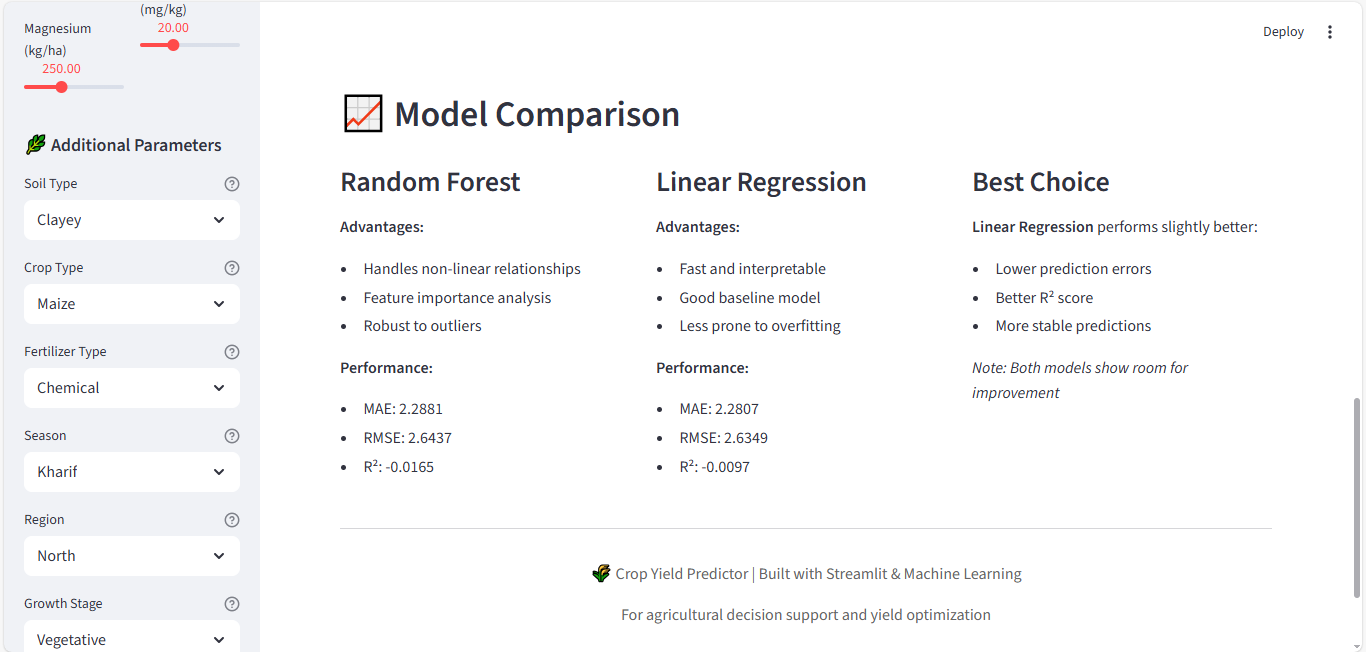 (mg/kg)
20.00
Magnesium
(kg/ha)
250.00
Additional Parameters
Soil Type
Clayey
Crop Type
Maize
Fertilizer Type
Chemical
Season
Kharif
Region
North
Growth Stage
Vegetative
Deploy
Model Comparison
Random Forest
Advantages:
Handles non-linear relationships
Feature importance analysis
Robust to outliers
Performance:
MAE: 2.2881
RMSE: 2.6437
R²: -0.0165
Linear Regression
Advantages:
Fast and interpretable
Good baseline model
Less prone to overfitting
Performance:
MAE: 2.2807
RMSE: 2.6349
R²: -0.0097
Best Choice
Linear Regression performs slightly better:
Lower prediction errors
Better R² score
More stable predictions
Note: Both models show room for
improvement
Crop Yield Predictor | Built with Streamlit & Machine Learning
For agricultural decision support and yield optimization